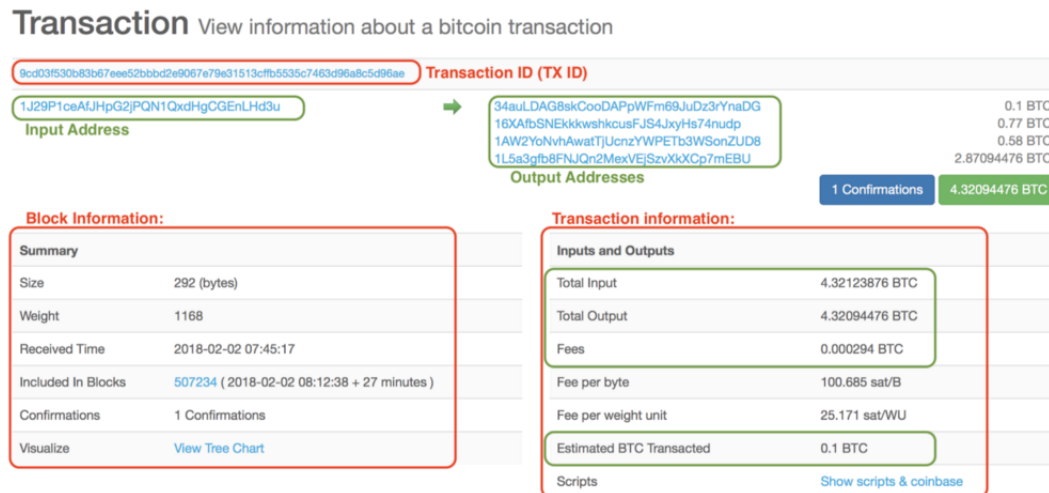 Transaction View information about a bitcoin transaction
9cd03f530b83b67eee52bbbd2e9067e79e31513cffb5535c7463d96a8c5d96ae Transaction ID (TX ID)
1J29P1ceAfJHpG2jPQN1QxdHgCGEnLHd3u
Input Address
34auLDAG8skCooDAPpWFm69JuDz3rYnaDG 0.1 BTC
16XAfbSNEkkkwshkcusFJS4JxyHs74nudp 0.77 BTC
1AW2YoNvhAwatTjUcnzYWPETb3WSonZUD8 0.58 BTC
1L5a3gfb8FNJQn2MexVEjSzvXkXCp7mEBU 2.87094476 BTC
Output Addresses
1 Confirmations 4.32094476 BTC
Block Information:
Summary
Size 292 (bytes)
Weight 1168
Received Time 2018-02-02 07:45:17
Included In Blocks 507234 ( 2018-02-02 08:12:38 + 27 minutes )
Confirmations 1 Confirmations
Visualize View Tree Chart
Transaction information:
Inputs and Outputs
Total Input 4.32123876 BTC
Total Output 4.32094476 BTC
Fees 0.000294 BTC
Fee per byte 100.685 sat/B
Fee per weight unit 25.171 sat/WU
Estimated BTC Transacted 0.1 BTC
Scripts Show scripts & coinbase